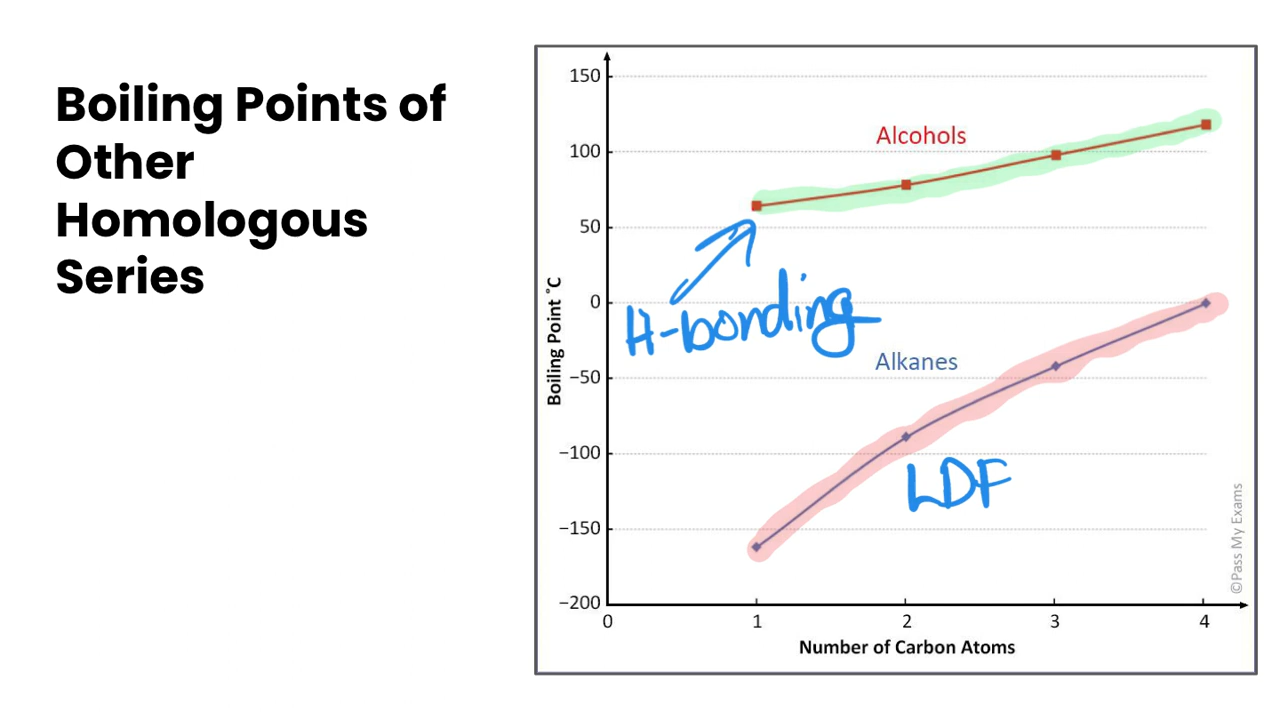 Boiling Points of
Other
Homologous
Series
150
Alcohols
100
50
0
H-bonding
Boiling Point ˚C
Alkanes
−50
−100
LDF
−150
−200
0 1 2 3 4
Number of Carbon Atoms
©Pass My Exams